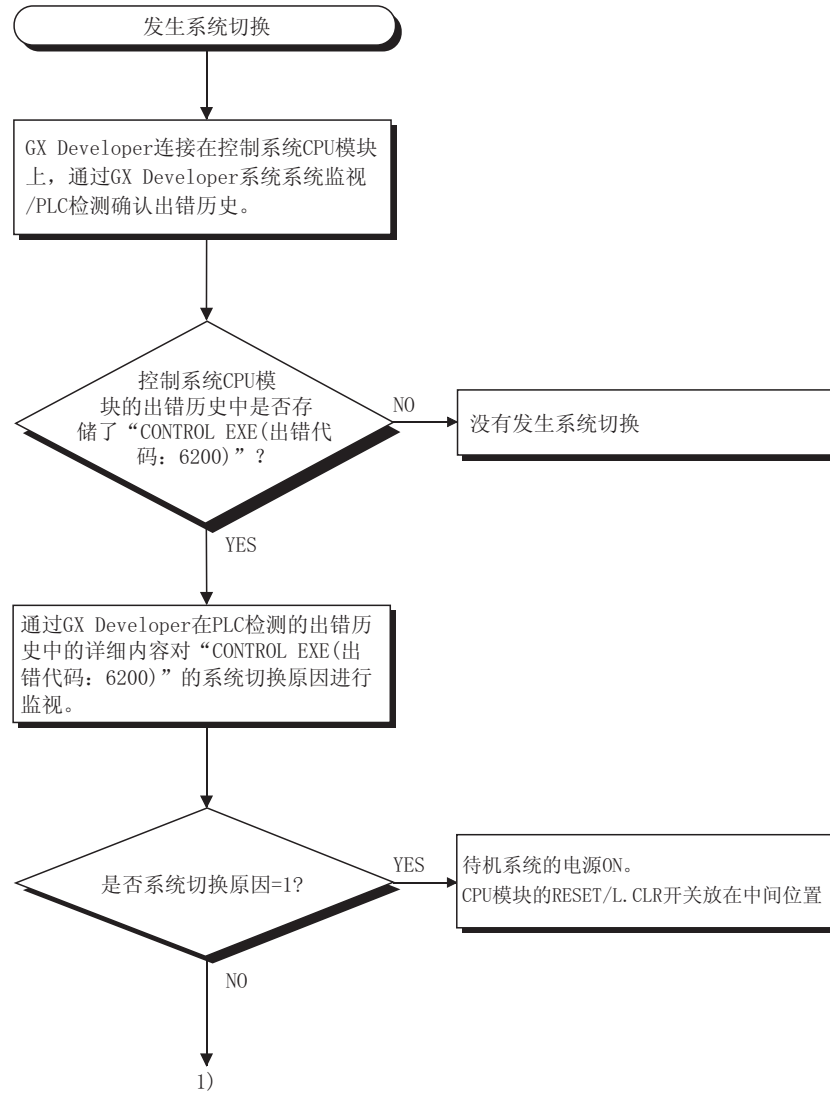 发生系统切换
GX Developer连接在控制系统CPU模块
上，通过GX Developer系统系统监视
/PLC检测确认出错历史。
控制系统CPU模
块的出错历史中是否存
储了“CONTROL EXE(出错代
码：6200)”？
NO
没有发生系统切换
YES
通过GX Developer在PLC检测的出错历
史中的详细内容对“CONTROL EXE(出
错代码：6200)”的系统切换原因进行
监视。
是否系统切换原因=1?
YES
待机系统的电源ON。
CPU模块的RESET/L.CLR开关放在中间位置
NO
1)